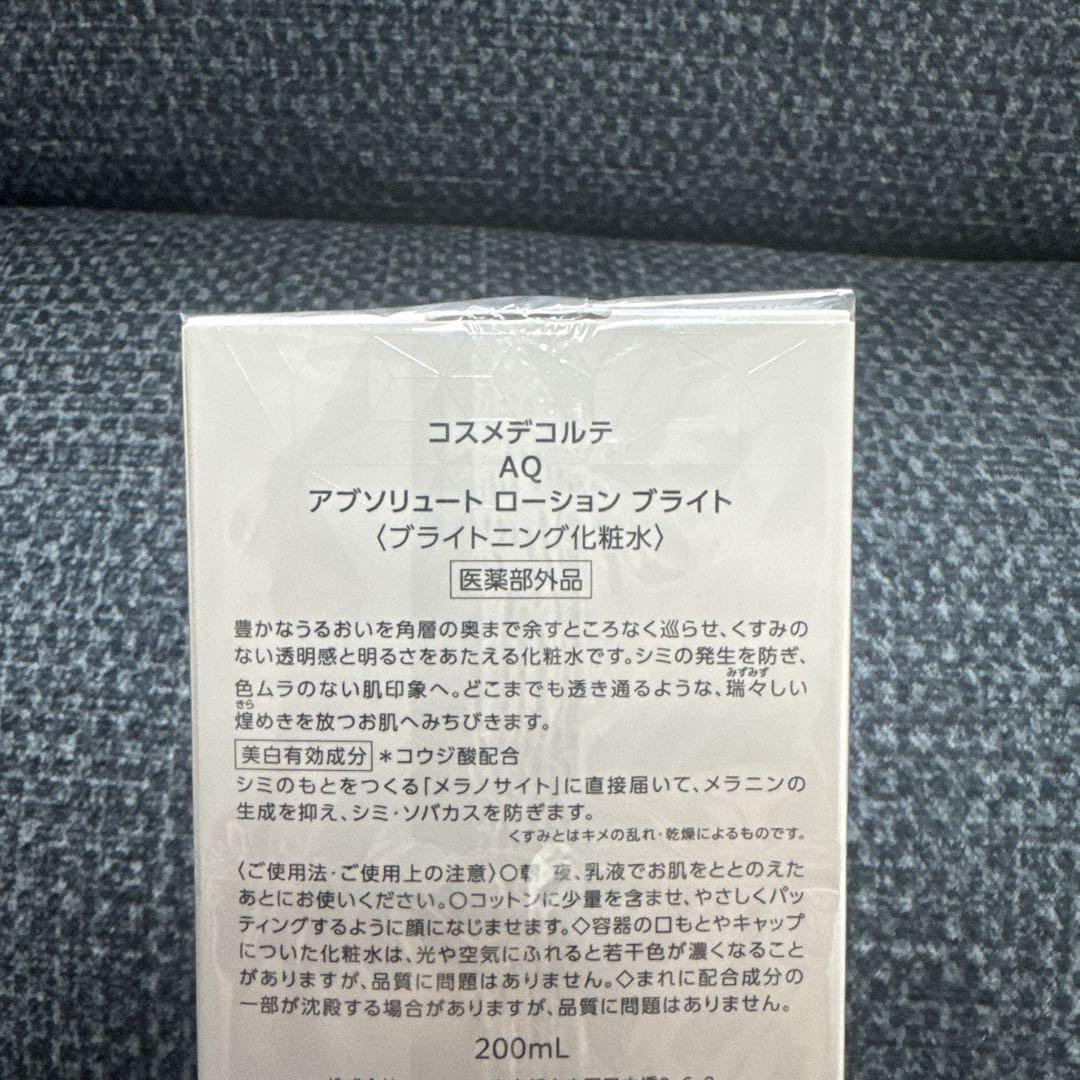 コスメデコルテ
AQ
アブソリュート ローション ブライト
〈ブライトニング化粧水〉
医薬部外品
豊かなうるおいを角層の奥まで余すところなく巡らせ、くすみの
ない透明感と明るさをあたえる化粧水です。シミの発生を防ぎ、
色ムラのない肌印象へ。どこまでも透き通るような、瑞々しい
みずみず
煌めきを放つお肌へみちびきます。
きら
美白有効成分 *コウジ酸配合
シミのもとをつくる「メラノサイト」に直接届いて、メラニンの
生成を抑え、シミ・ソバカスを防ぎます。
くすみとはキメの乱れ・乾燥によるものです。
〈ご使用法・ご使用上の注意〉○朝、夜、乳液でお肌をととのえた
あとにお使いください。○コットンに少量を含ませ、やさしくパッ
ティングするように顔になじませます。◇容器の口もとやキャップ
についた化粧水は、光や空気にふれると若干色が濃くなること
がありますが、品質に問題はありません。◇まれに配合成分の
一部が沈殿する場合がありますが、品質に問題はありません。
200mL